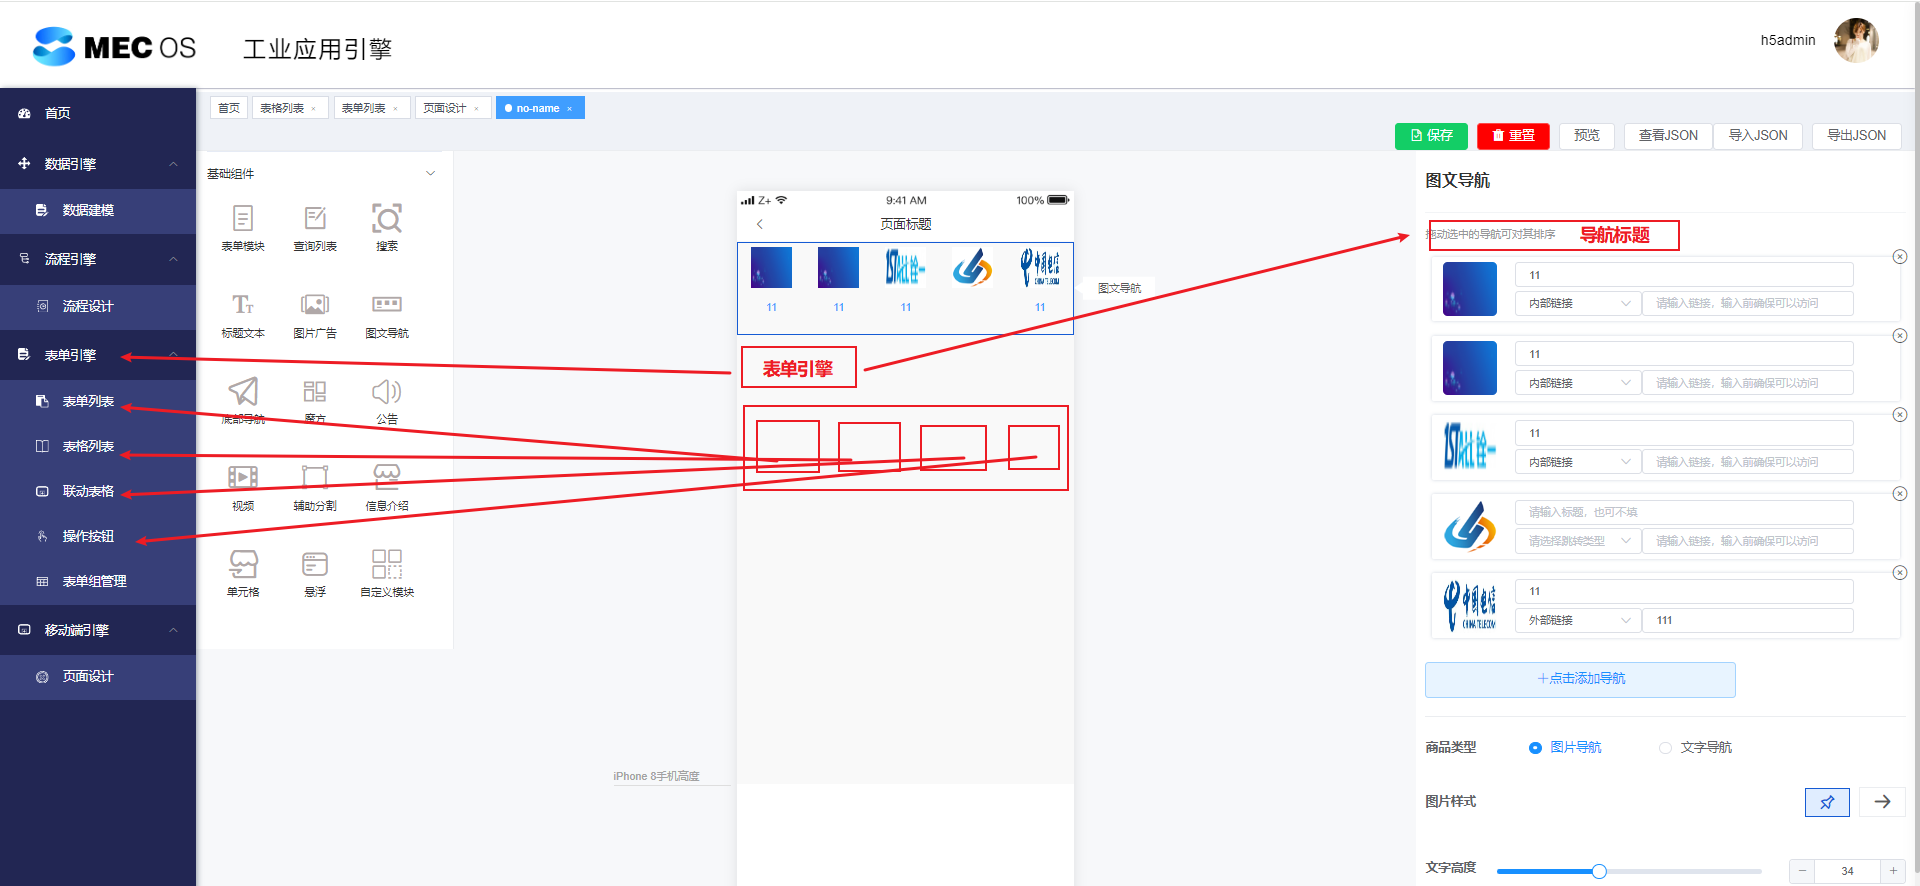 MEC OS
工业应用引擎
h5admin
首页
数据引擎
数据建模
流程引擎
流程设计
表单引擎
表单列表
表格列表
联动表格
操作按钮
表单组管理
移动端引擎
页面设计
首页 表格列表 × 表单列表 × 页面设计 × no-name ×
保存 重置 预览 查看JSON 导入JSON 导出JSON
基础组件
表单模块 查询列表 搜索
标题文本 图片广告 图文导航
底部导航 魔方 公告
视频 辅助分割 信息介绍
单元格 悬浮 自定义模块
Z+ 9:41 AM 100%
页面标题
11 11 11 11
图文导航
表单引擎
iPhone 8手机高度
图文导航
拖动选中的导航可对其排序 导航标题
11
内部链接 请输入链接，输入前确保可以访问
11
内部链接 请输入链接，输入前确保可以访问
1STALL 铨一
11
内部链接 请输入链接，输入前确保可以访问
请输入标题，也可不填
请选择跳转类型 请输入链接，输入前确保可以访问
中国电信
CHINA TELECOM
11
外部链接 111
+点击添加导航
商品类型 图片导航 文字导航
图片样式
文字高度 − 34 +